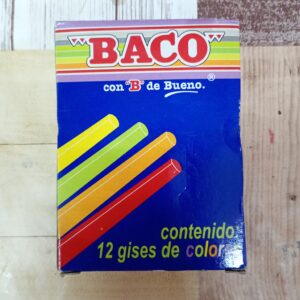 "BACO"
con "B" de Bueno.®
contenido:
12 gises de color